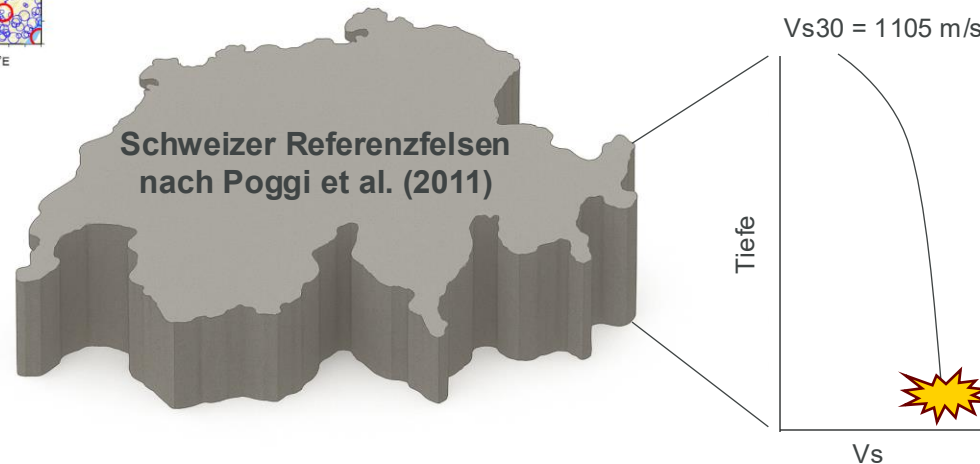 Vs30 = 1105 m/s
°E
Schweizer Referenzfelsen
nach Poggi et al. (2011)
Tiefe
Vs